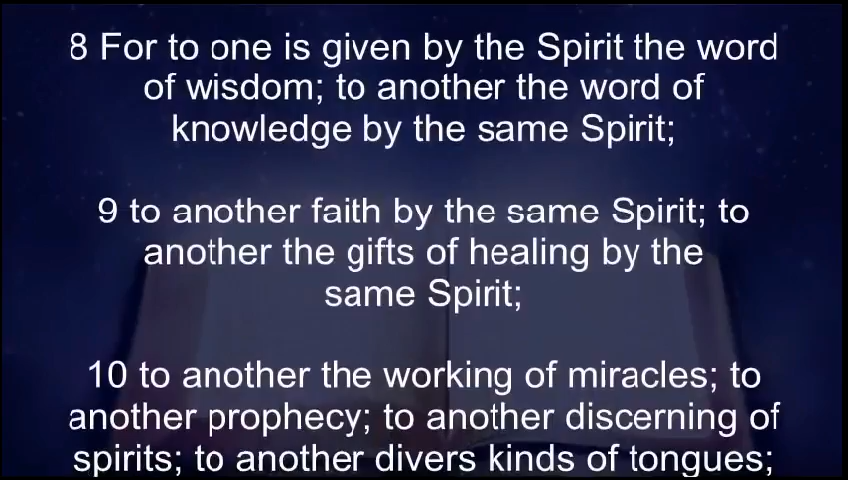 8 For to one is given by the Spirit the word
of wisdom; to another the word of
knowledge by the same Spirit;
9 to another faith by the same Spirit; to
another the gifts of healing by the
same Spirit;
10 to another the working of miracles; to
another prophecy; to another discerning of
spirits; to another divers kinds of tongues;